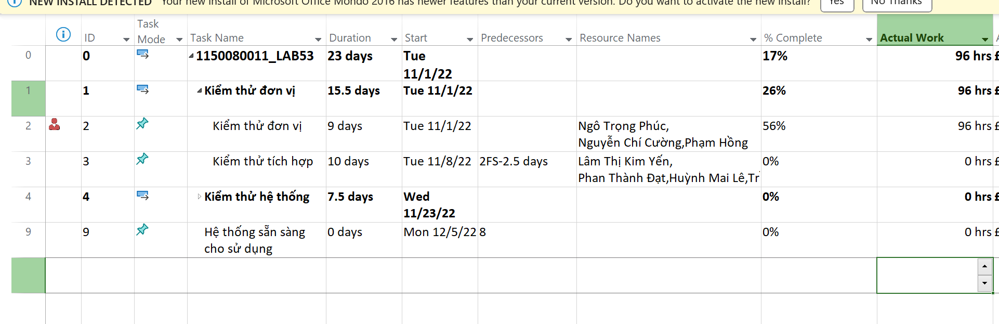 NEW INSTALL DETECTED Your new install of Microsoft Office Mondo 2016 has newer features than your current version. Do you want to activate the new install? Yes No Thanks
ID Task Mode Task Name Duration Start Predecessors Resource Names % Complete Actual Work
0 0 1150080011_LAB53 23 days Tue 11/1/22 17% 96 hrs £
1 1 Kiểm thử đơn vị 15.5 days Tue 11/1/22 26% 96 hrs £
2 2 Kiểm thử đơn vị 9 days Tue 11/1/22 Ngô Trọng Phúc, 56% 96 hrs £
Nguyễn Chí Cường,Phạm Hồng
3 3 Kiểm thử tích hợp 10 days Tue 11/8/22 2FS-2.5 days Lâm Thị Kim Yến, 0% 0 hrs £
Phan Thành Đạt,Huỳnh Mai Lê,Tr
4 4 Kiểm thử hệ thống 7.5 days Wed 11/23/22 0% 0 hrs £
9 9 Hệ thống sẵn sàng 0 days Mon 12/5/22 8 0% 0 hrs £
cho sử dụng